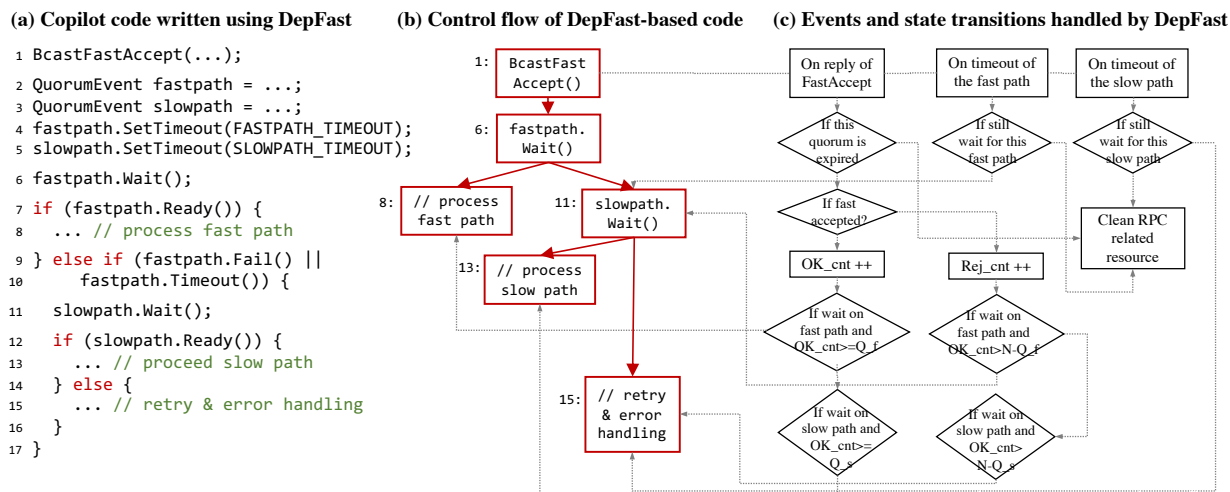 (a) Copilot code written using DepFast
1 BcastFastAccept(...);
2 QuorumEvent fastpath = ...;
3 QuorumEvent slowpath = ...;
4 fastpath.SetTimeout(FASTPATH_TIMEOUT);
5 slowpath.SetTimeout(SLOWPATH_TIMEOUT);
6 fastpath.Wait();
7 if (fastpath.Ready()) {
8 ... // process fast path
9 } else if (fastpath.Fail() ||
10 fastpath.Timeout()) {
11 slowpath.Wait();
12 if (slowpath.Ready()) {
13 ... // proceed slow path
14 } else {
15 ... // retry & error handling
16 }
17 }
(b) Control flow of DepFast-based code
1: BcastFast
Accept()
6: fastpath.
Wait()
8: // process
fast path
11: slowpath.
Wait()
13: // process
slow path
15: // retry
& error
handling
(c) Events and state transitions handled by DepFast
On reply of
FastAccept
On timeout of
the fast path
On timeout of
the slow path
If this
quorum is
expired
If still
wait for this
fast path
If still
wait for this
slow path
If fast
accepted?
Clean RPC
related
resource
OK_cnt ++
Rej_cnt ++
If wait on
fast path and
OK_cnt>=Q_f
If wait on
fast path and
OK_cnt>N-Q_f
If wait on
slow path and
OK_cnt>=
Q_s
If wait on
slow path and
OK_cnt>
N-Q_s